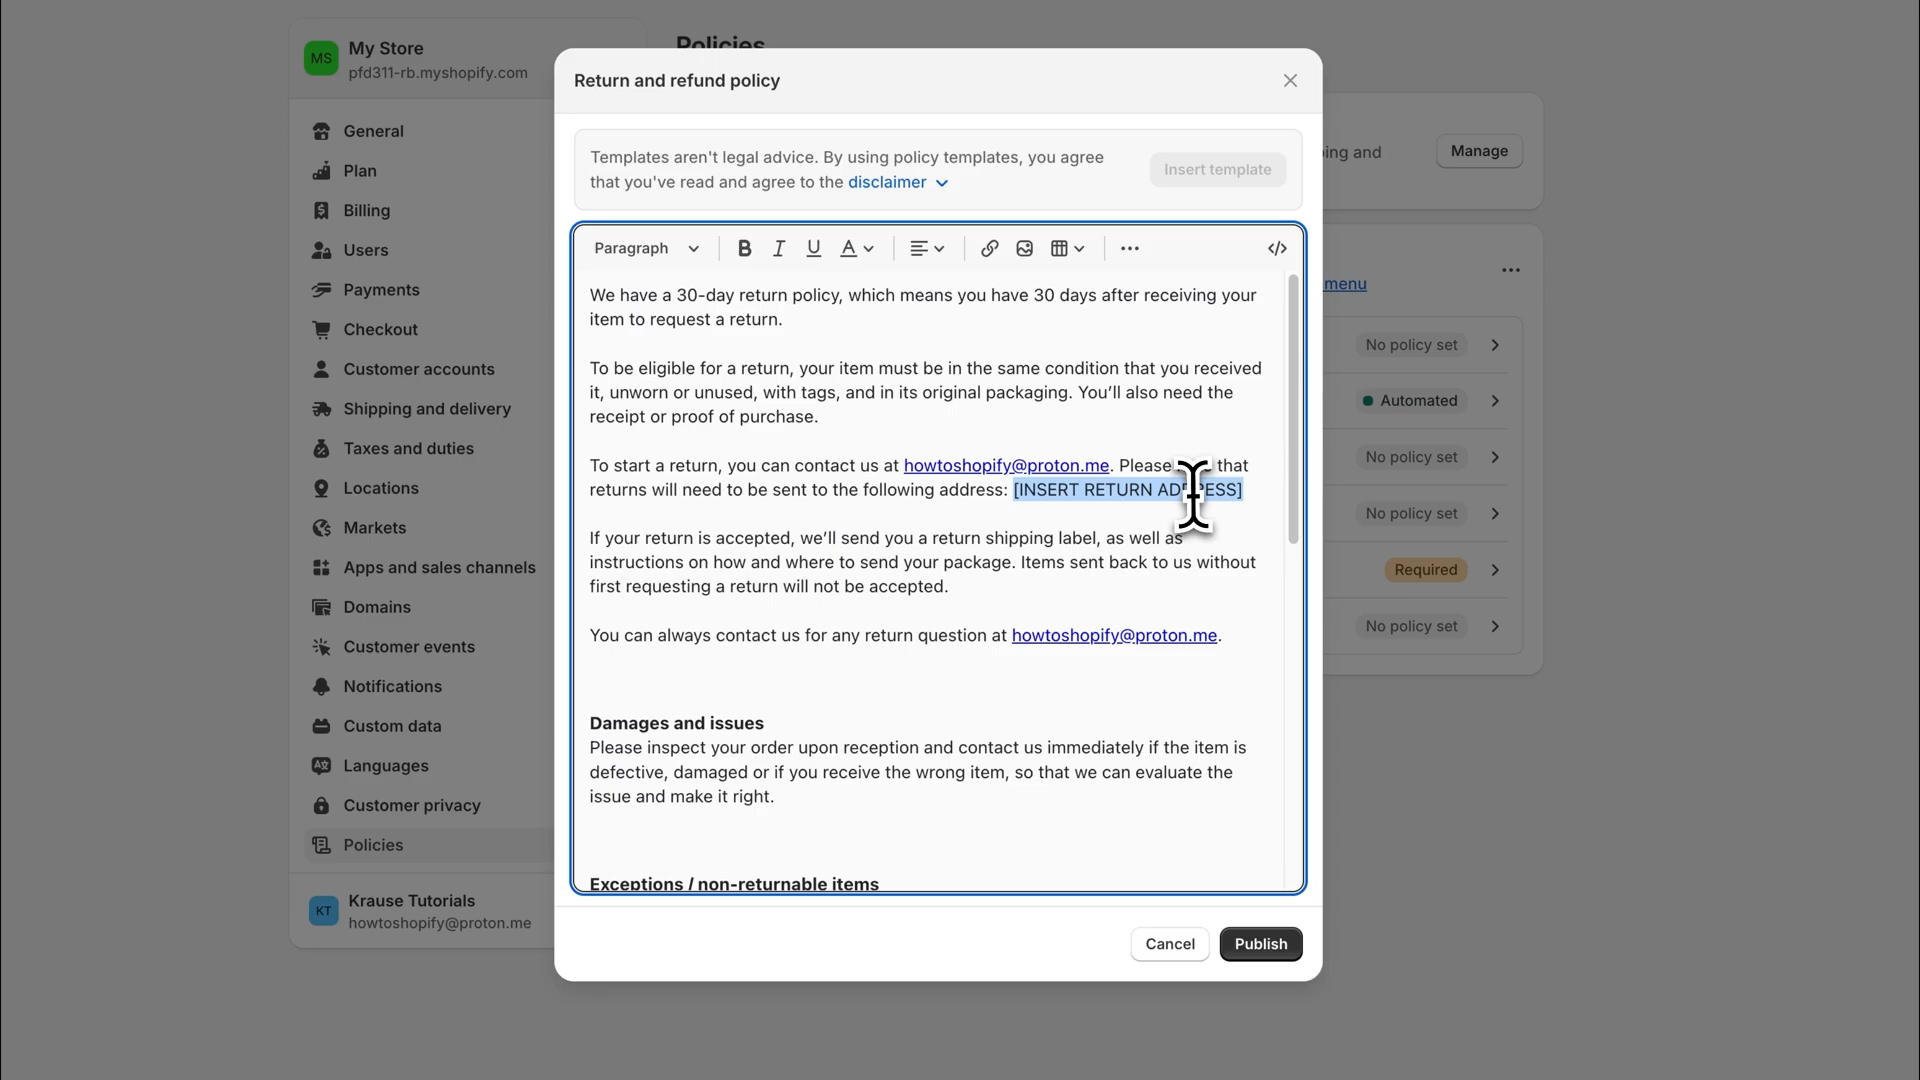 MS
My Store
pfd311-rb.myshopify.com
General
Plan
Billing
Users
Payments
Checkout
Customer accounts
Shipping and delivery
Taxes and duties
Locations
Markets
Apps and sales channels
Domains
Customer events
Notifications
Custom data
Languages
Customer privacy
Policies
KT
Krause Tutorials
howtoshopify@proton.me
Policies
Return and refund policy
Templates aren't legal advice. By using policy templates, you agree
that you've read and agree to the disclaimer
Insert template
Paragraph
We have a 30-day return policy, which means you have 30 days after receiving your
item to request a return.
To be eligible for a return, your item must be in the same condition that you received
it, unworn or unused, with tags, and in its original packaging. You’ll also need the
receipt or proof of purchase.
To start a return, you can contact us at howtoshopify@proton.me. Please that
returns will need to be sent to the following address: [INSERT RETURN ADDRESS]
If your return is accepted, we’ll send you a return shipping label, as well as
instructions on how and where to send your package. Items sent back to us without
first requesting a return will not be accepted.
You can always contact us for any return question at howtoshopify@proton.me.
Damages and issues
Please inspect your order upon reception and contact us immediately if the item is
defective, damaged or if you receive the wrong item, so that we can evaluate the
issue and make it right.
Exceptions / non-returnable items
Cancel
Publish
and
Manage
menu
No policy set
Automated
No policy set
No policy set
Required
No policy set